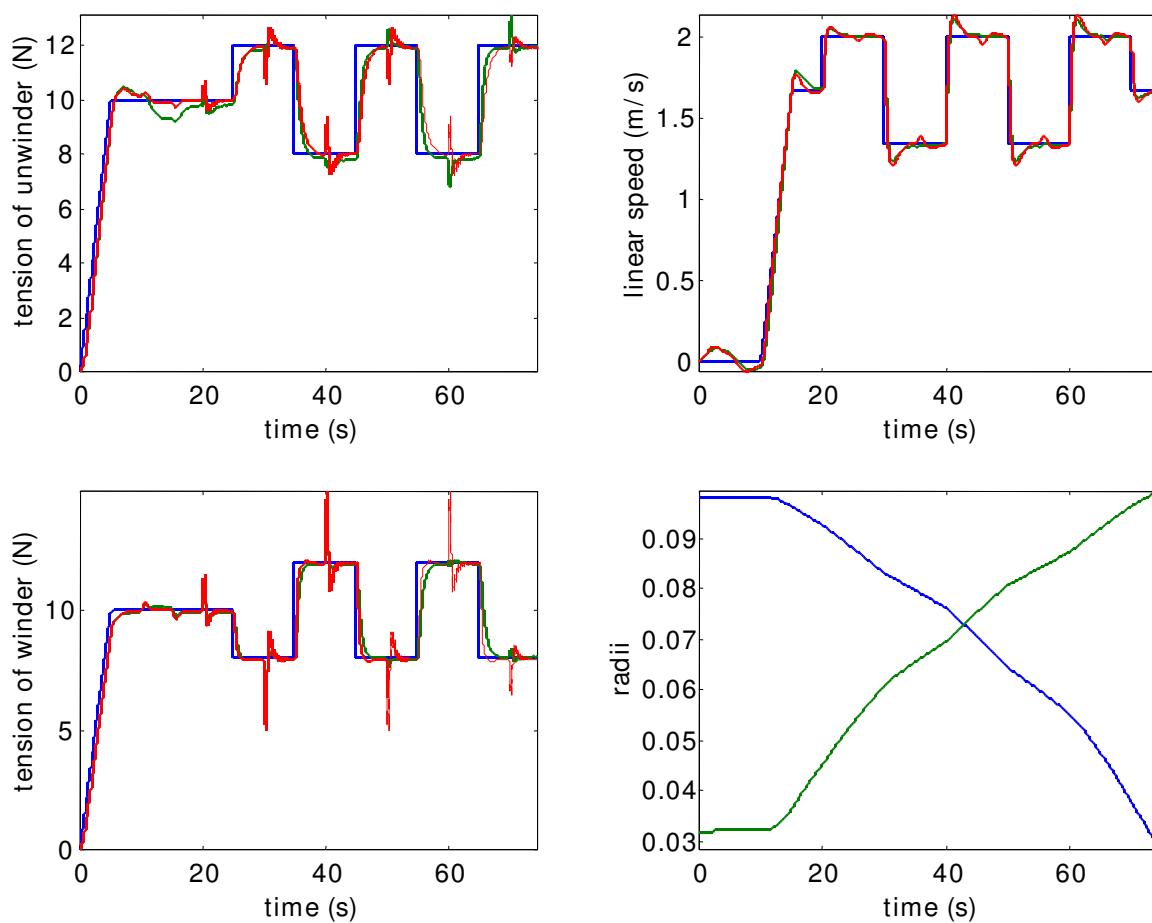 tension of unwinder (N)
12
10
8
6
4
2
0
0 20 40 60
time (s)
linear speed (m/ s)
2
1.5
1
0.5
0
0 20 40 60
time (s)
tension of winder (N)
10
5
0
0 20 40 60
time (s)
radii
0.09
0.08
0.07
0.06
0.05
0.04
0.03
0 20 40 60
time (s)